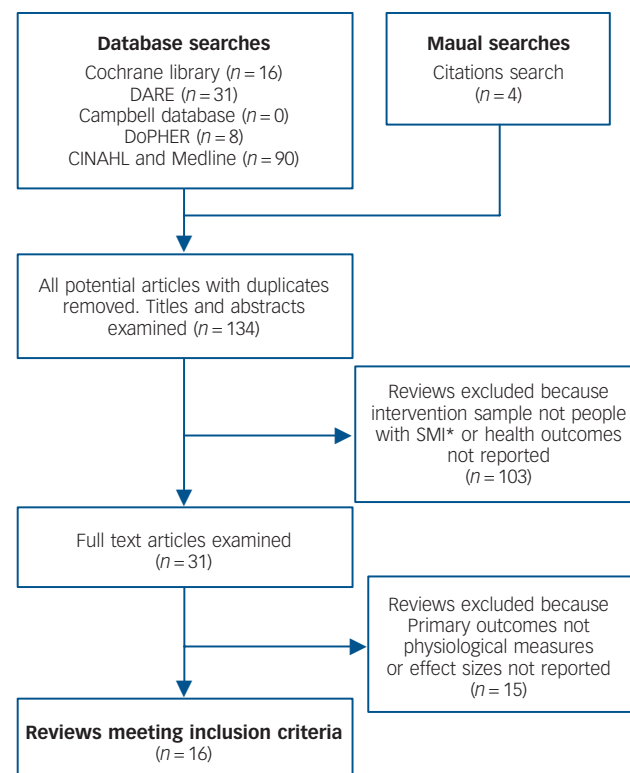 Database searches
Cochrane library (n = 16)
DARE (n = 31)
Campbell database (n = 0)
DoPHER (n = 8)
CINAHL and Medline (n = 90)
Maual searches
Citations search
(n = 4)
All potential articles with duplicates
removed. Titles and abstracts
examined (n = 134)
Reviews excluded because
intervention sample not people
with SMI* or health outcomes
not reported
(n = 103)
Full text articles examined
(n = 31)
Reviews excluded because
Primary outcomes not
physiological measures
or effect sizes not reported
(n = 15)
Reviews meeting inclusion criteria
(n = 16)